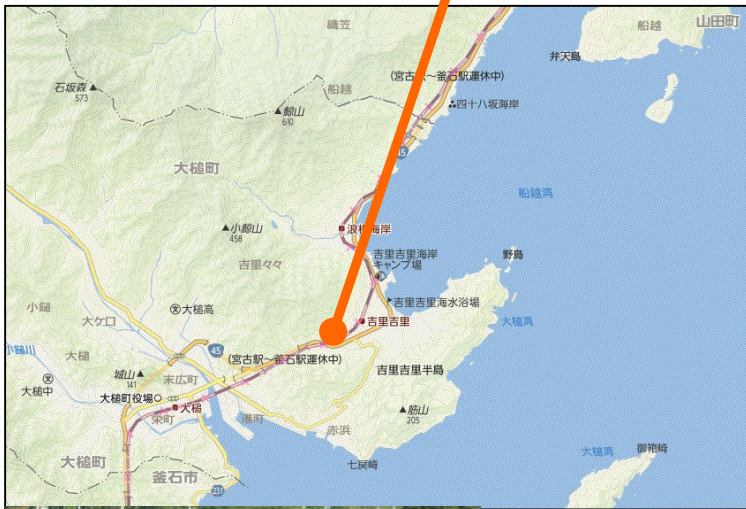 山田町
織笠
船越
弁天島
石坂森
573
(宮古駅～釜石駅運休中)
船越
鯨山
610
四十八坂海岸
45
大槌町
船越湾
小鯨山
458
浪板海岸
吉里々々
吉里吉里海岸
キャンプ場
野島
小鎚
大槌高
吉里吉里海水浴場
大ケ口
吉里吉里
大槌湾
小鎚川
大槌
45
(宮古駅～釜石駅運休中)
城山
141
末広町
吉里吉里半島
大槌中
大槌町役場
大槌
栄町
港町
筋山
205
赤浜
大槌町
釜石市
七戻崎
大槌湾
御箱崎
231